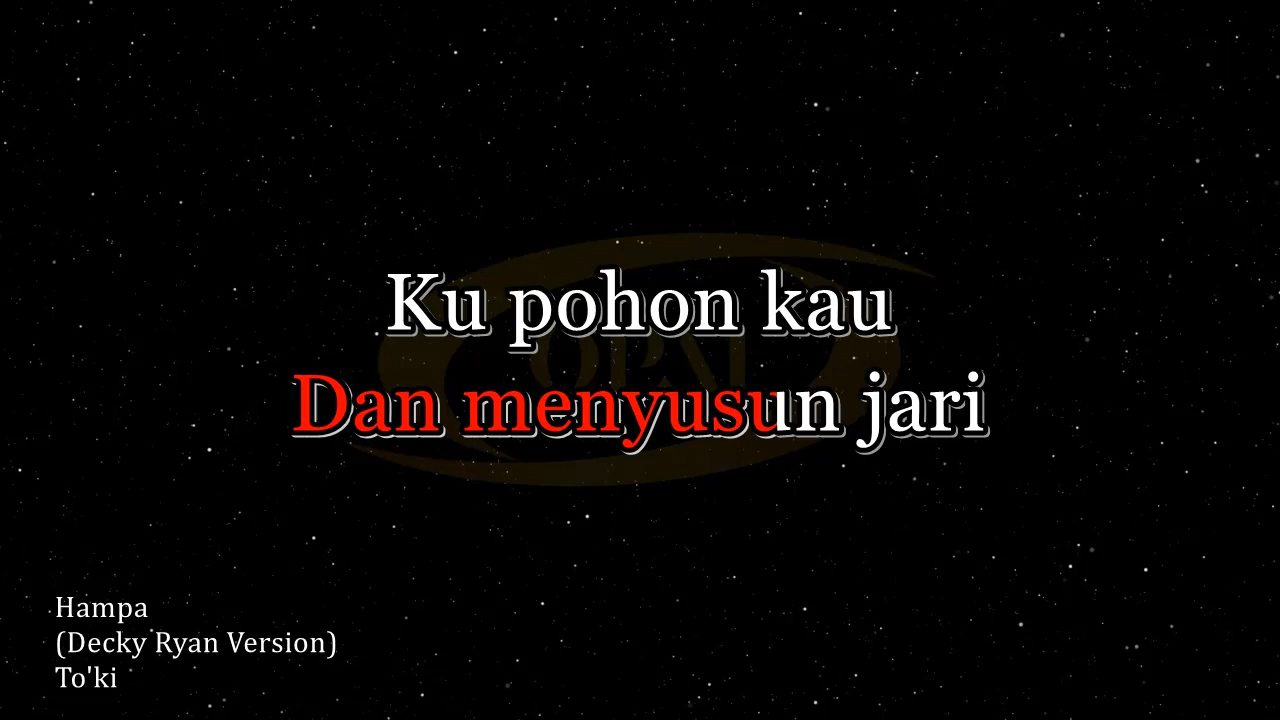 Ku pohon kau
Dan menyusun jari
Hampa
(Decky Ryan Version)
To'ki